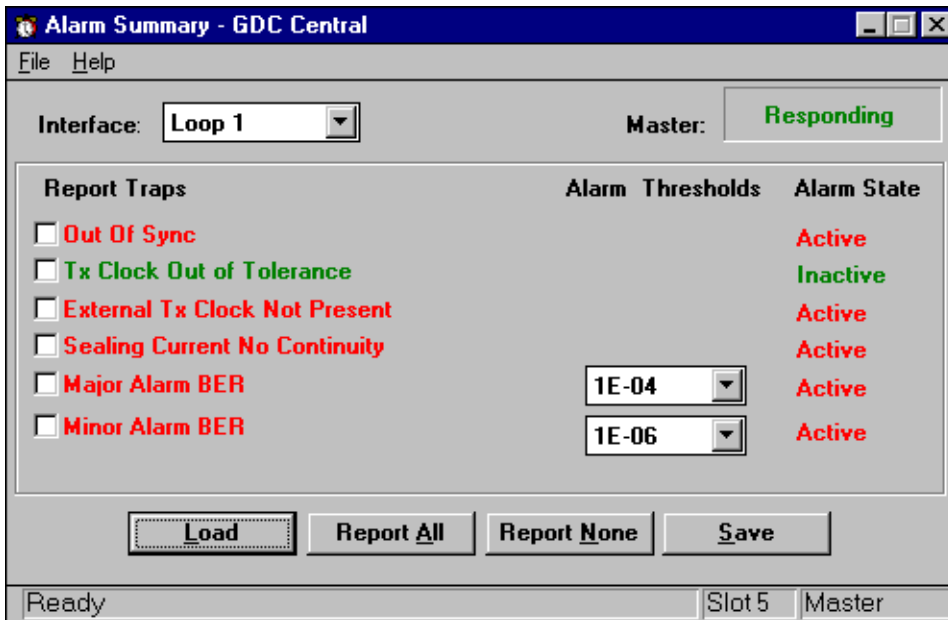 Alarm Summary - GDC Central
File Help
Interface: Loop 1 Master: Responding
Report Traps Alarm Thresholds Alarm State
Out Of Sync Active
Tx Clock Out of Tolerance Inactive
External Tx Clock Not Present Active
Sealing Current No Continuity Active
Major Alarm BER 1E-04 Active
Minor Alarm BER 1E-06 Active
Load Report All Report None Save
Ready Slot 5 Master